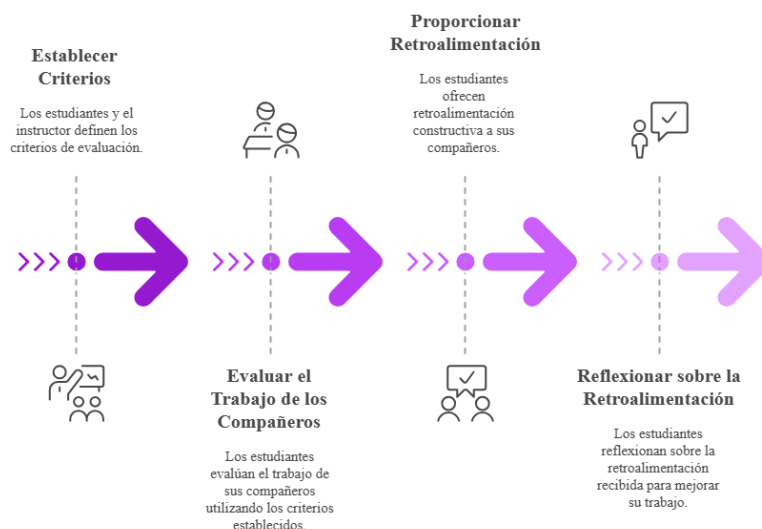 Establecer
Criterios
Los estudiantes y el
instructor definen los
criterios de evaluación.
Evaluar el
Trabajo de los
Compañeros
Los estudiantes
evalúan el trabajo de
sus compañeros
utilizando los criterios
establecidos.
Proporcionar
Retroalimentación
Los estudiantes
ofrecen
retroalimentación
constructiva a sus
compañeros.
Reflexionar sobre la
Retroalimentación
Los estudiantes
reflexionan sobre la
retroalimentación
recibida para mejorar
su trabajo.